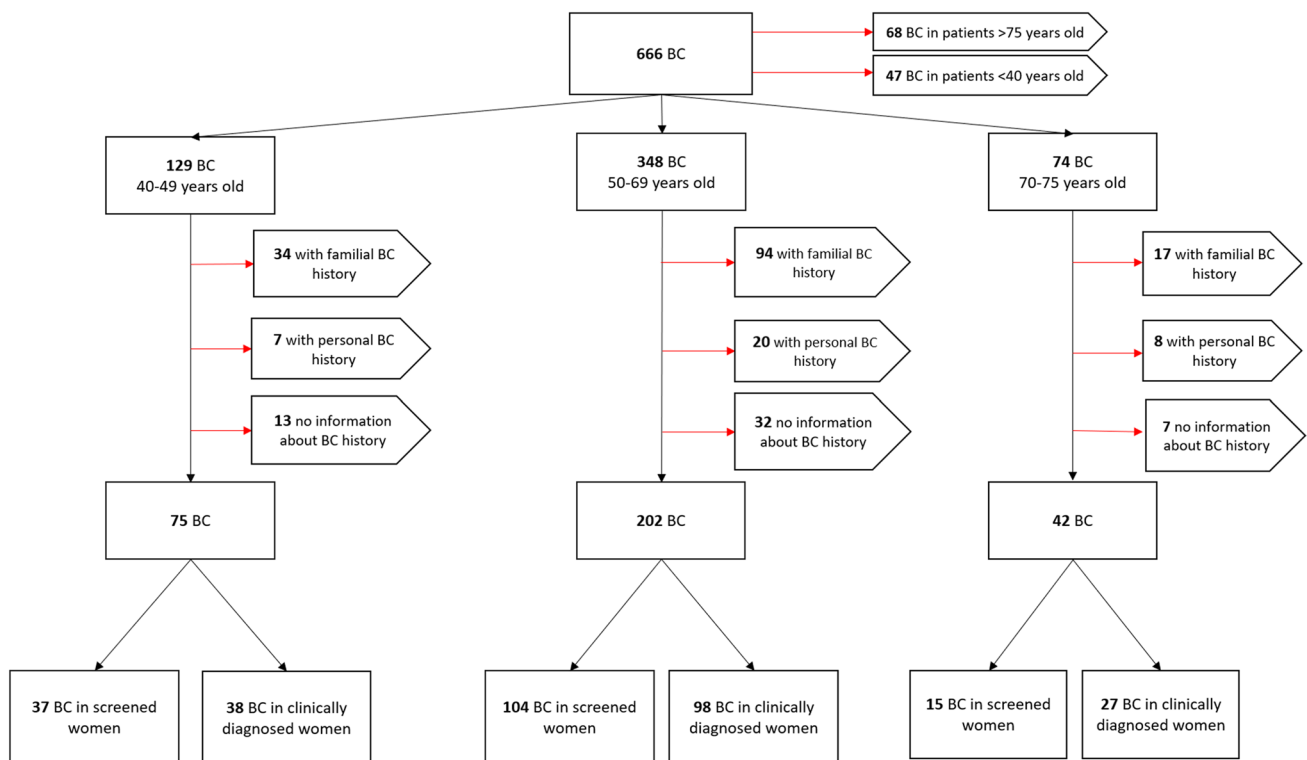 666 BC
68 BC in patients >75 years old
47 BC in patients <40 years old
129 BC
40-49 years old
348 BC
50-69 years old
74 BC
70-75 years old
34 with familial BC
history
94 with familial BC
history
17 with familial BC
history
7 with personal BC
history
20 with personal BC
history
8 with personal BC
history
13 no information
about BC history
32 no information
about BC history
7 no information
about BC history
75 BC
202 BC
42 BC
37 BC in screened
women
38 BC in clinically
diagnosed women
104 BC in screened
women
98 BC in clinically
diagnosed women
15 BC in screened
women
27 BC in clinically
diagnosed women